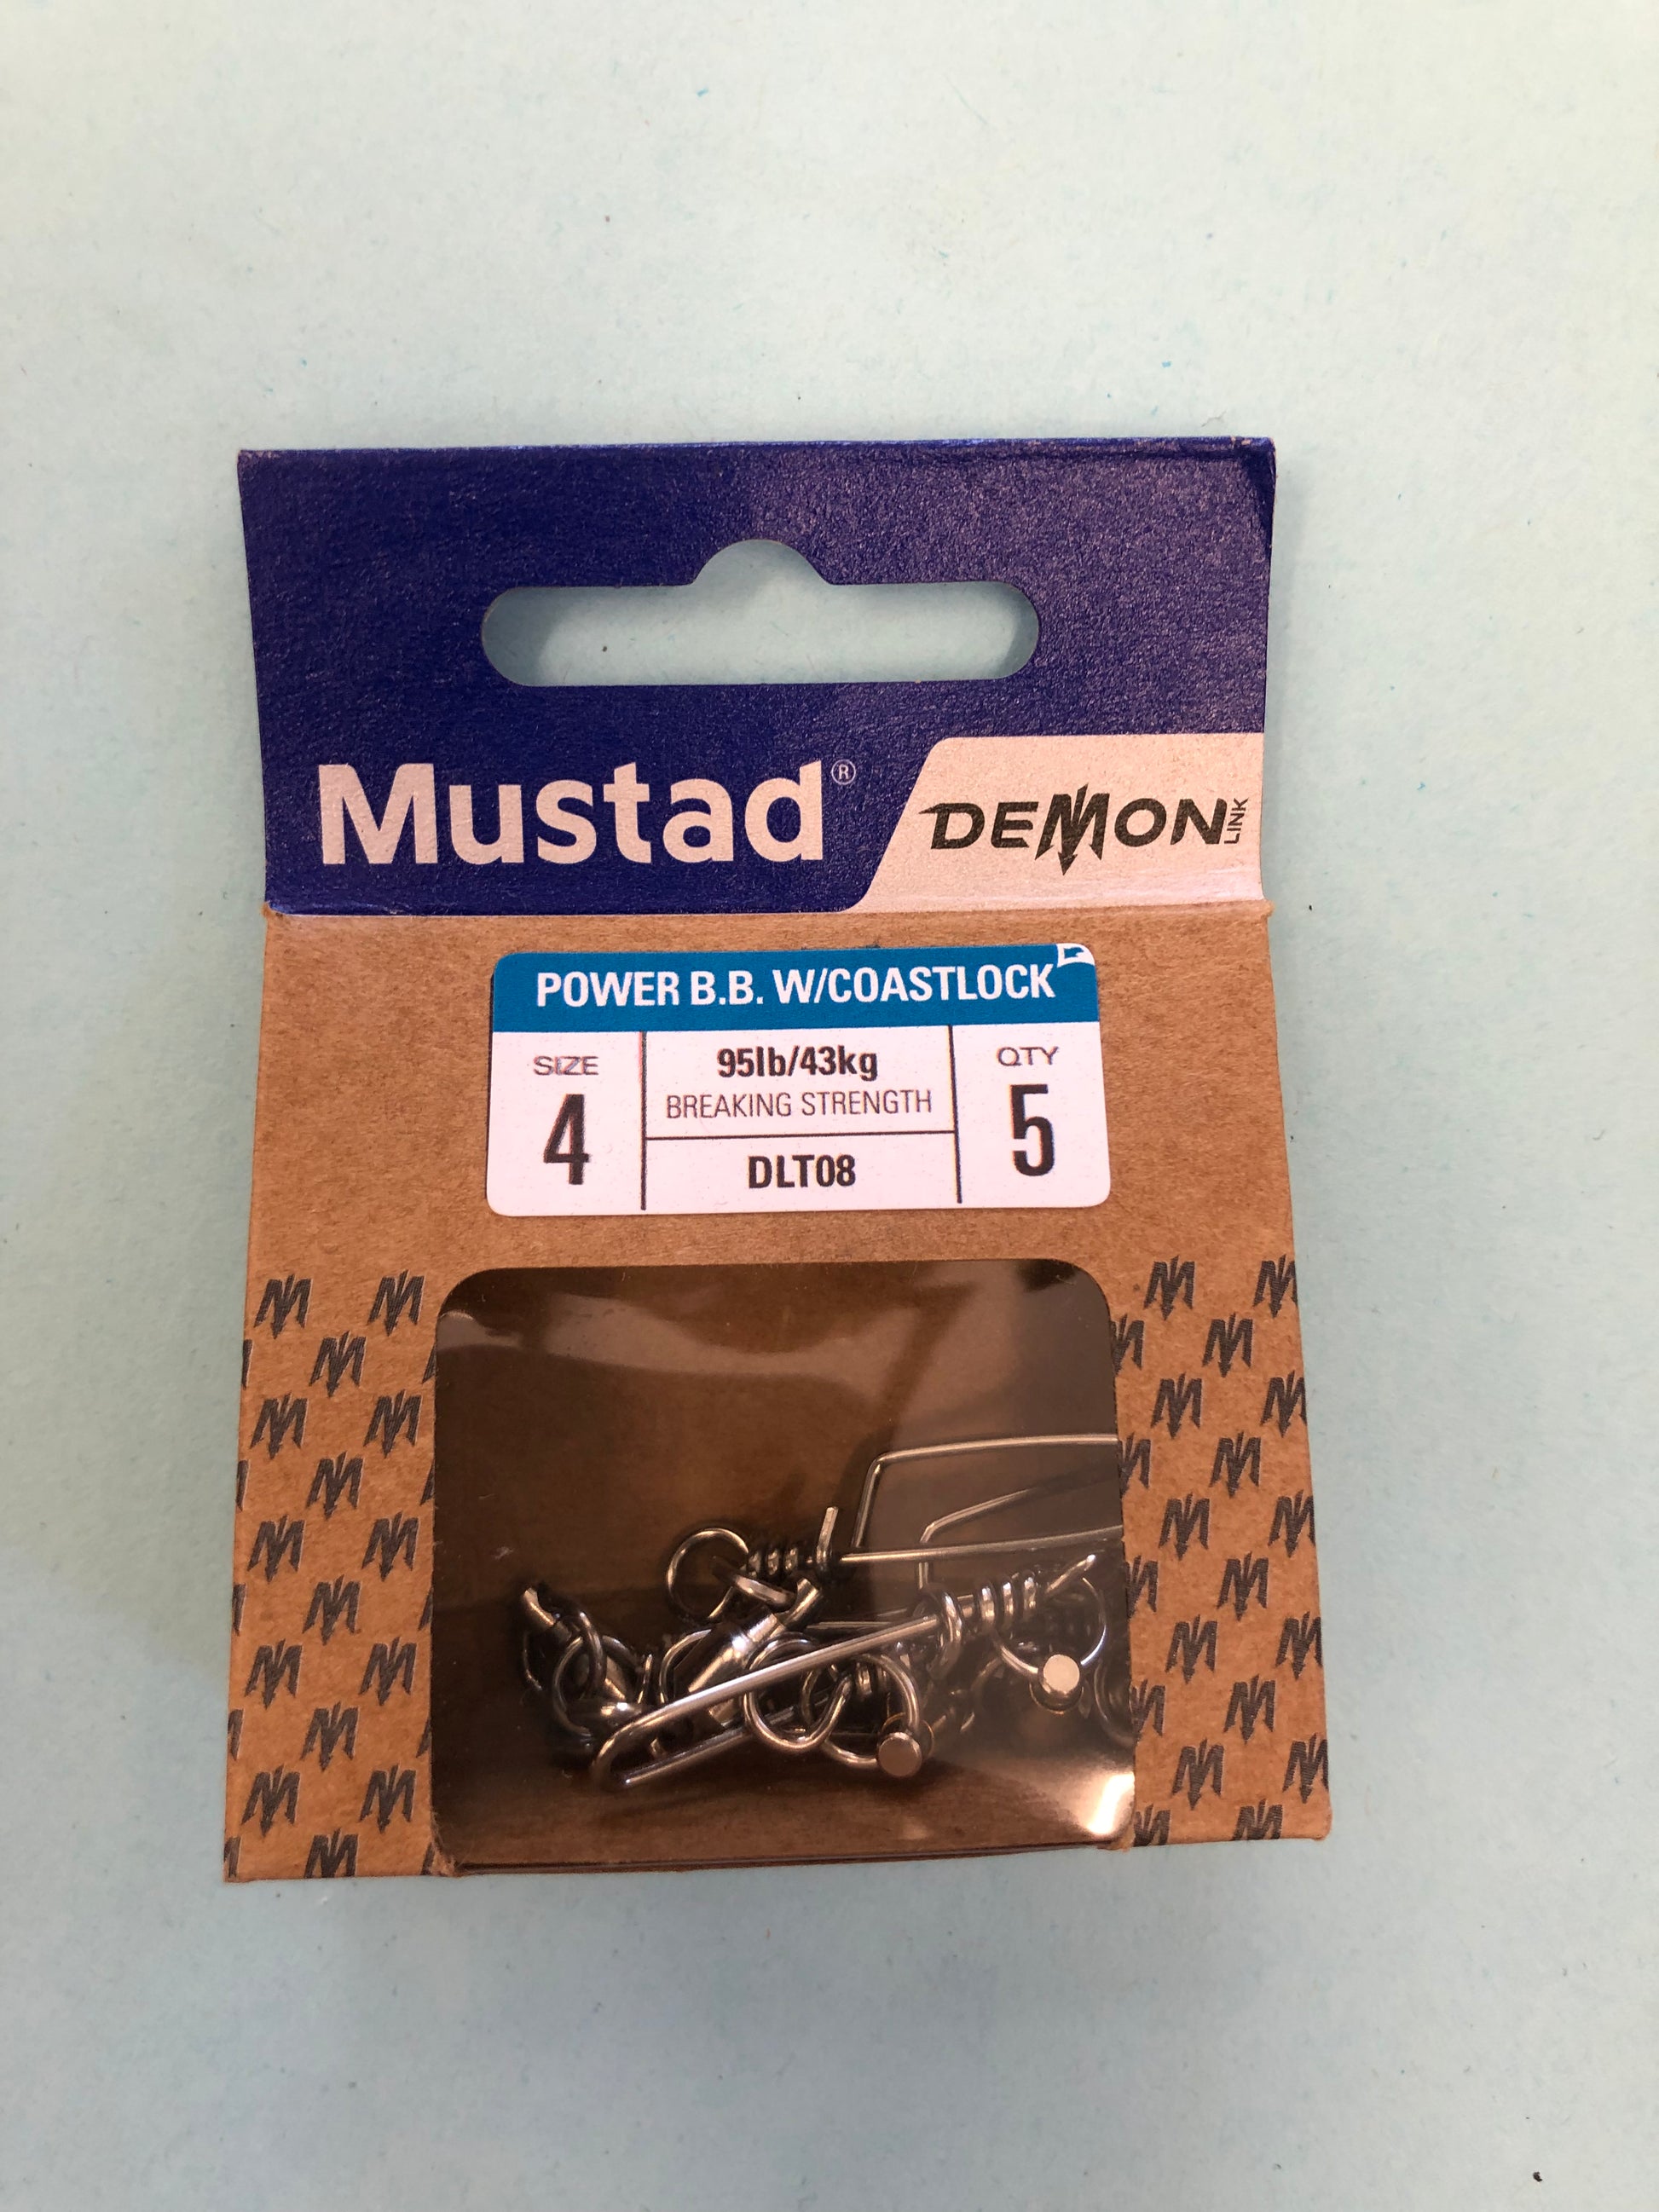 Mustad®
DEMON LINK
POWER B.B. W/COASTLOCK
SIZE
4
95lb/43kg
BREAKING STRENGTH
DLT08
QTY
5